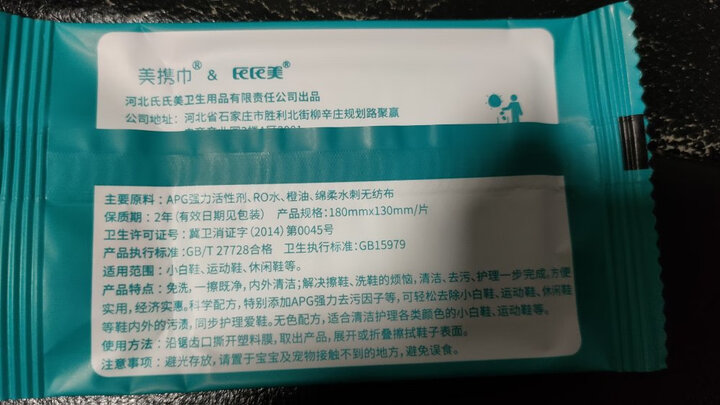 美携巾® & 民民美®
河北氏氏美卫生用品有限责任公司出品
公司地址：河北省石家庄市胜利北街柳辛庄规划路聚赢
主要原料：APG强力活性剂、RO水、橙油、绵柔水刺无纺布
保质期：2年(有效日期见包装) 产品规格：180mmx130mm/片
卫生许可证号：冀卫消证字(2014)第0045号
产品执行标准：GB/T 27728合格 卫生执行标准：GB15979
适用范围：小白鞋、运动鞋、休闲鞋等。
产品特点：免洗，一擦既净，内外清洁；解决擦鞋、洗鞋的烦恼，清洁、去污、护理一步完成。方便
实用，经济实惠。科学配方，特别添加APG强力去污因子等，可轻松去除小白鞋、运动鞋、休闲鞋
等鞋内外的污渍，同步护理爱鞋。无色配方，适合清洁护理各类颜色的小白鞋、运动鞋等。
使用方法：沿锯齿口撕开塑料膜，取出产品，展开或折叠擦拭鞋子表面。
注意事项：避光存放，请置于宝宝及宠物接触不到的地方，避免误食。